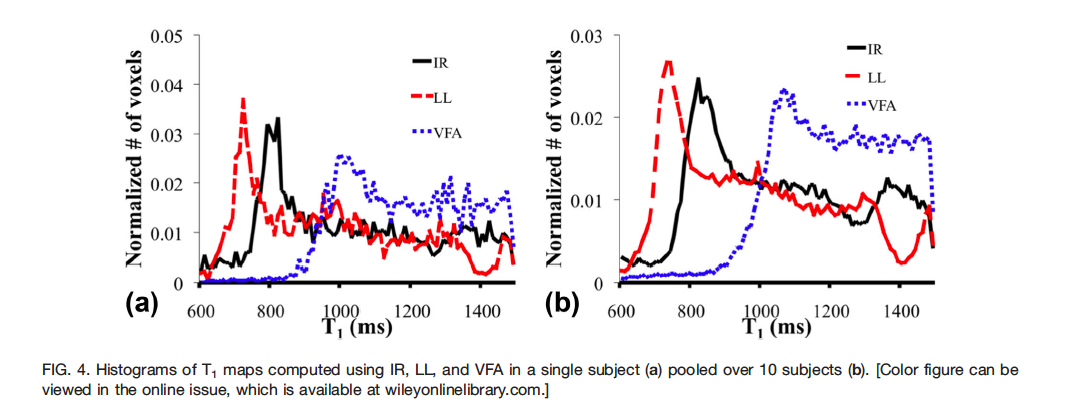 Normalized # of voxels
0.05
0.04
0.03
0.02
0.01
0
IR
LL
VFA
600 800 1000 1200 1400
T1 (ms)
(a)
Normalized # of voxels
0.03
0.02
0.01
0
IR
LL
VFA
600 800 1000 1200 1400
T1 (ms)
(b)
FIG. 4. Histograms of T1 maps computed using IR, LL, and VFA in a single subject (a) pooled over 10 subjects (b). [Color figure can be
viewed in the online issue, which is available at wileyonlinelibrary.com.]